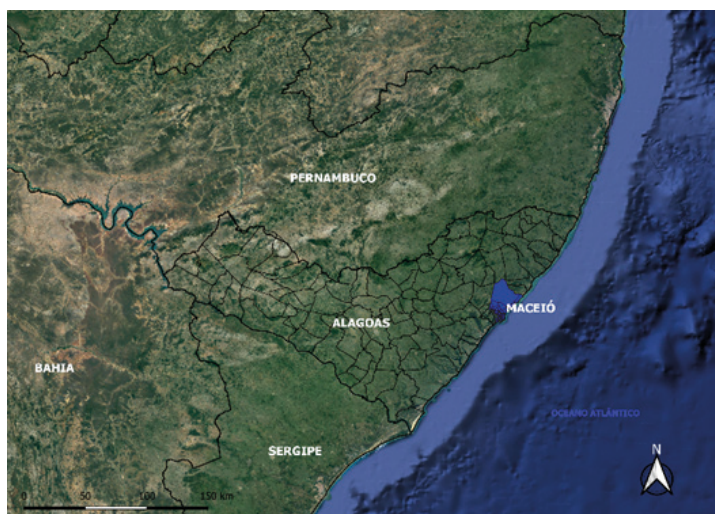 PERNAMBUCO
MACEIÓ
ALAGOAS
BAHIA
OCEANO ATLÂNTICO
SERGIPE
N
0 50 100 150 km